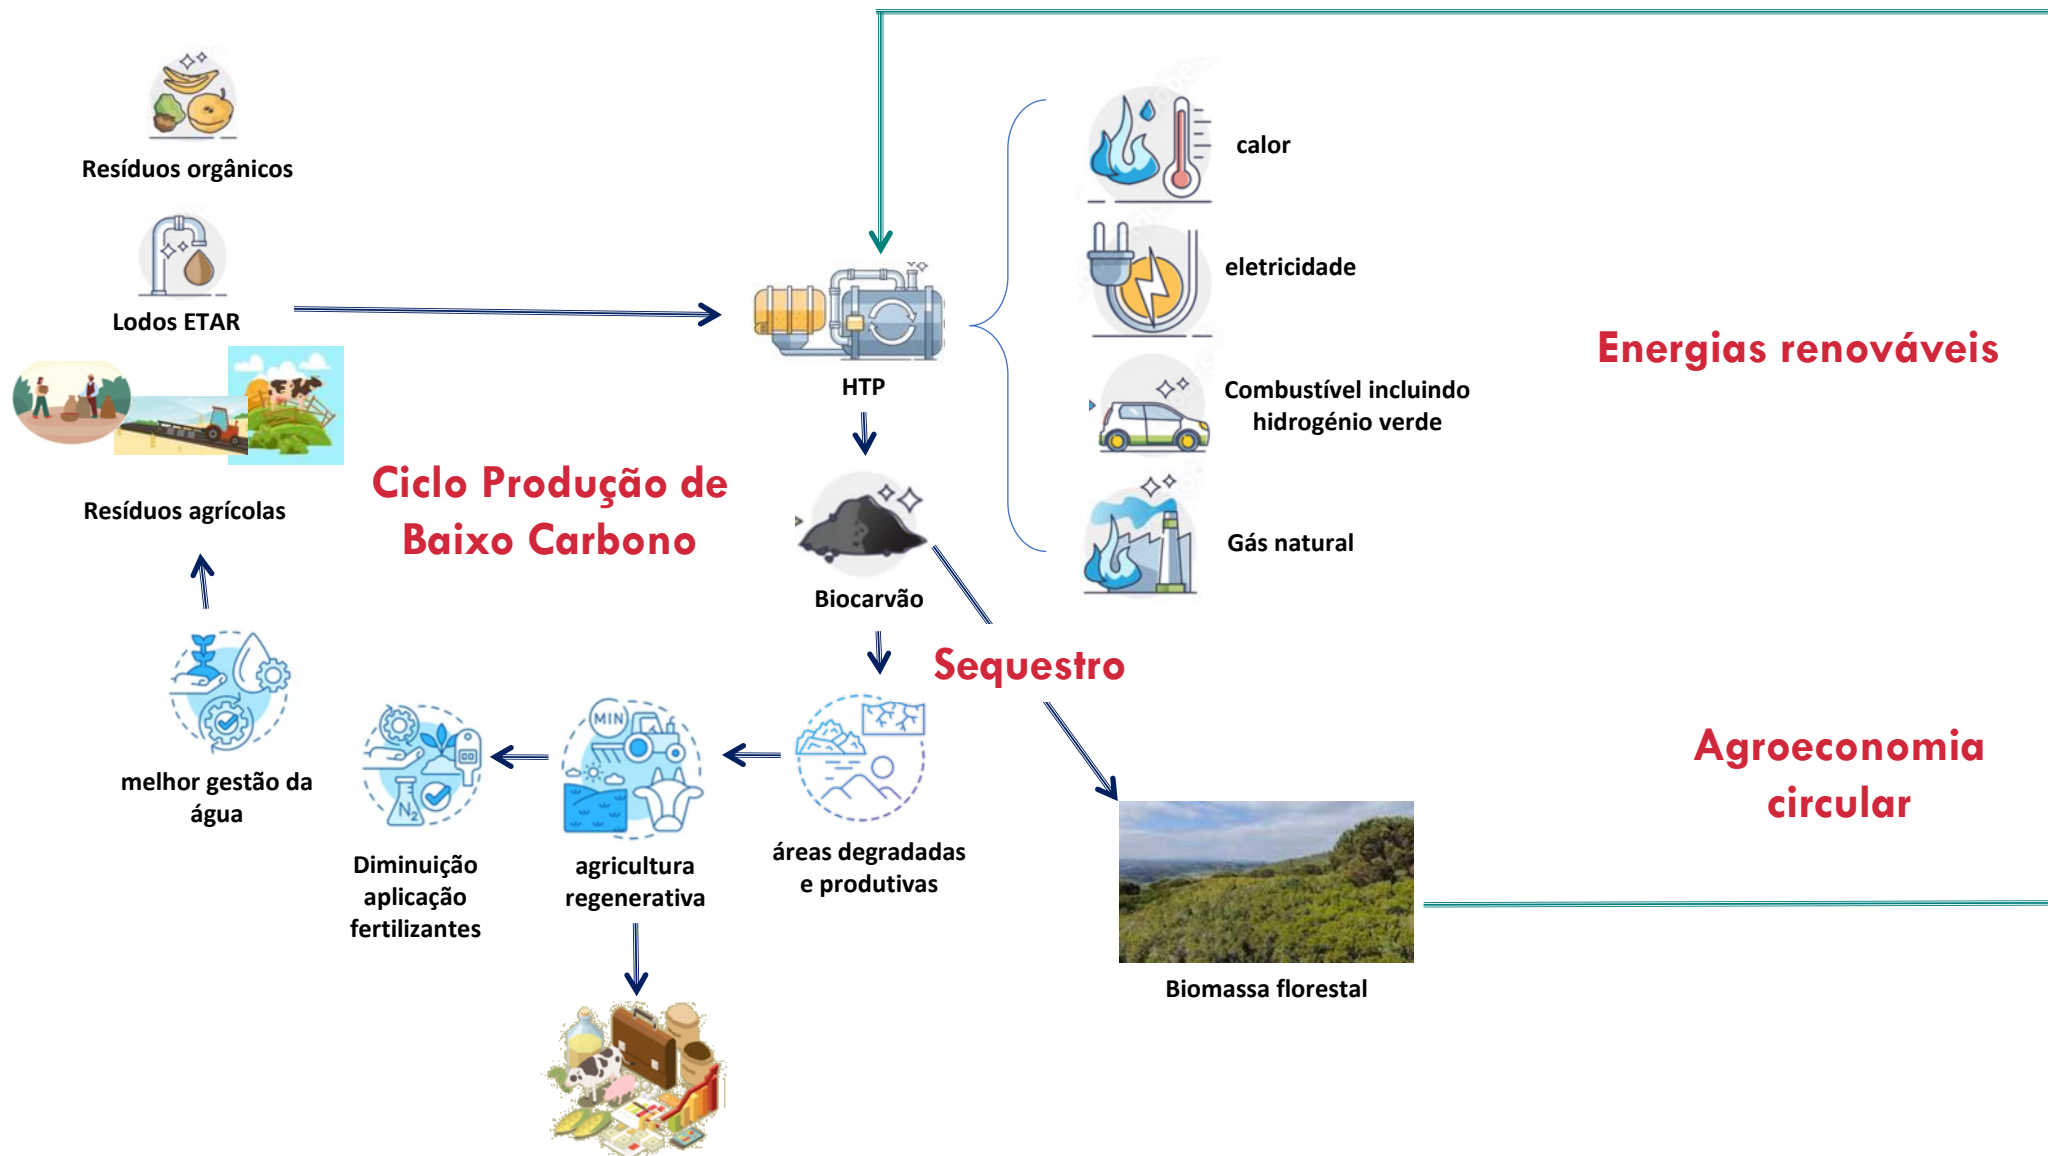 Resíduos orgânicos
Lodos ETAR
Resíduos agrícolas
Ciclo Produção de
Baixo Carbono
HTP
Biocarvão
calor
eletricidade
Combustível incluindo
hidrogénio verde
Gás natural
Energias renováveis
Sequestro
Agroeconomia
circular
melhor gestão da
água
N2
Diminuição
aplicação
fertilizantes
MIN
agricultura
regenerativa
áreas degradadas
e produtivas
Biomassa florestal